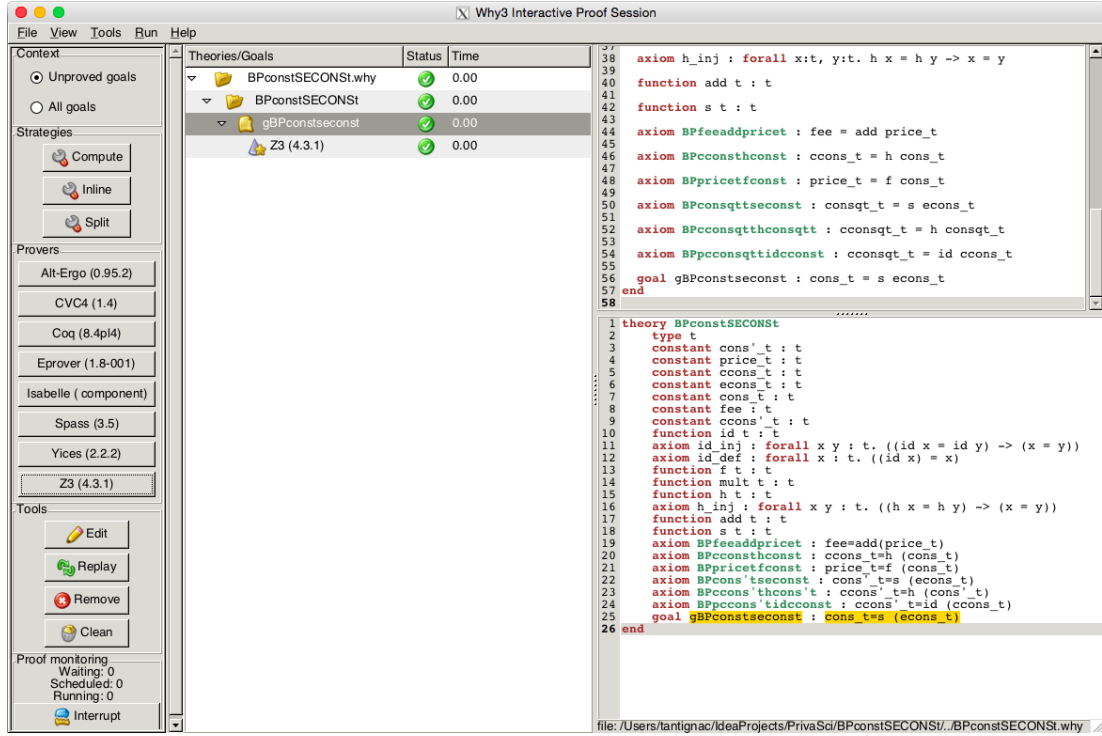 Why3 Interactive Proof Session
File View Tools Run Help
Context
Unproved goals
All goals
Strategies
Compute
Inline
Split
Provers
Alt-Ergo (0.95.2)
CVC4 (1.4)
Coq (8.4pl4)
Eprover (1.8-001)
Isabelle ( component)
Spass (3.5)
Yices (2.2.2)
Z3 (4.3.1)
Tools
Edit
Replay
Remove
Clean
Proof monitoring
Waiting: 0
Scheduled: 0
Running: 0
Interrupt
Theories/Goals Status Time
BPconstSECONSt.why 0.00
BPconstSECONSt 0.00
gBPconstseconst 0.00
Z3 (4.3.1) 0.00
37
38 axiom h_inj : forall x:t, y:t. h x = h y -> x = y
39
40 function add t : t
41
42 function s t : t
43
44 axiom BPfeeaddpricet : fee = add price_t
45
46 axiom BPcconsthconst : ccons_t = h cons_t
47
48 axiom BPpricetfconst : price_t = f cons_t
49
50 axiom BPconsqttseconst : consqt_t = s econs_t
51
52 axiom BPcconsqtthconsqtt : cconsqt_t = h consqt_t
53
54 axiom BPpcconsqttidcconst : cconsqt_t = id ccons_t
55
56 goal gBPconstseconst : cons_t = s econs_t
57 end
58
1 theory BPconstSECONSt
2 type t
3 constant cons'_t : t
4 constant price_t : t
5 constant ccons_t : t
6 constant econs_t : t
7 constant cons_t : t
8 constant fee : t
9 constant ccons'_t : t
10 function id t : t
11 axiom id_inj : forall x y : t. ((id x = id y) -> (x = y))
12 axiom id_def : forall x : t. ((id x) = x)
13 function f t : t
14 function mult t : t
15 function h t : t
16 axiom h_inj : forall x y : t. ((h x = h y) -> (x = y))
17 function add t : t
18 function s t : t
19 axiom BPfeeaddpricet : fee=add(price_t)
20 axiom BPcconsthconst : ccons_t=h (cons_t)
21 axiom BPpricetfconst : price_t=f (cons_t)
22 axiom BPcons'tseconst : cons'_t=s (econs_t)
23 axiom BPccons'thcons't : ccons'_t=h (cons'_t)
24 axiom BPpccons'tidcconst : ccons'_t=id (ccons_t)
25 goal gBPconstseconst : cons_t=s (econs_t)
26 end
file: /Users/tantignac/IdeaProjects/PrivaSci/BPconstSECONSt/../BPconstSECONSt.why